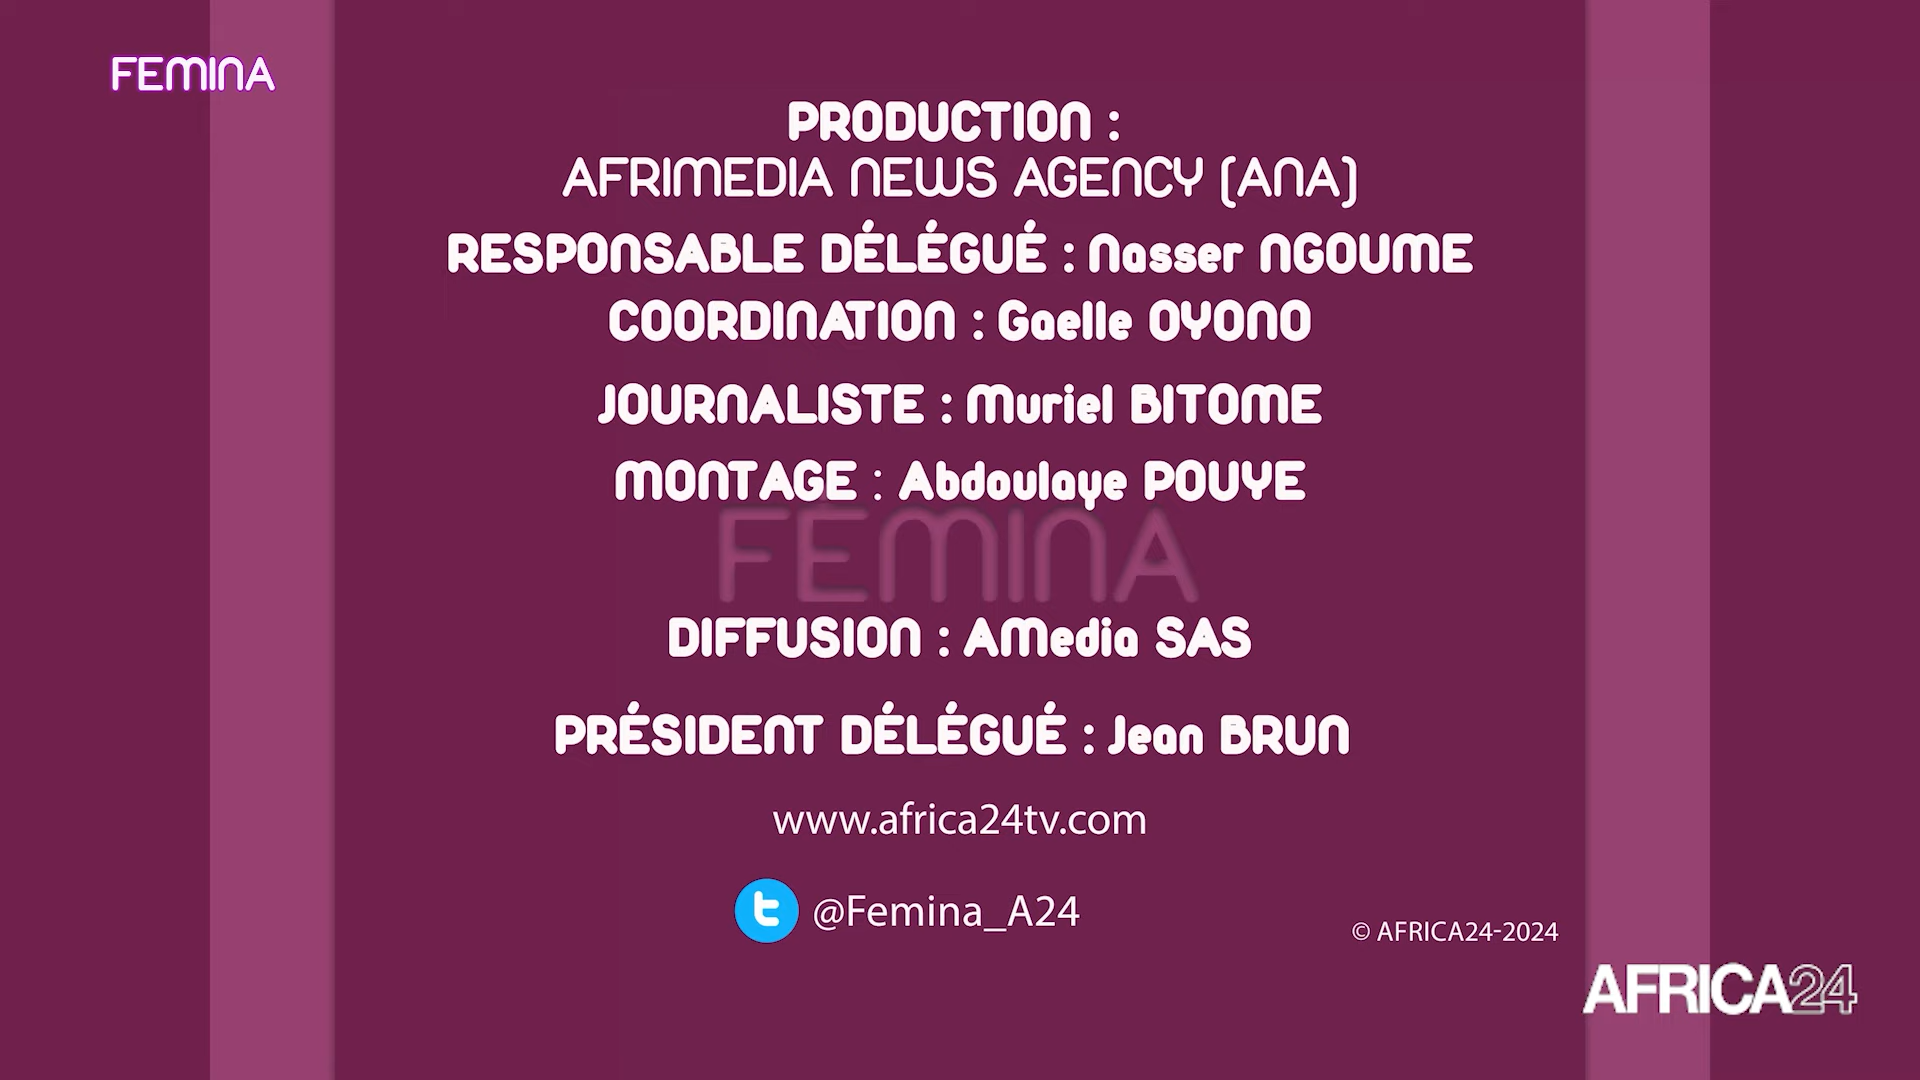 FEMINA
PRODUCTION :
AFRIMEDIA NEWS AGENCY (ANA)
RESPONSABLE DÉLÉGUÉ : Nasser NGOUME
COORDINATION : Gaelle OYONO
JOURNALISTE : Muriel BITOME
MONTAGE : Abdoulaye POUYE
FEMINA
DIFFUSION : AMedia SAS
PRÉSIDENT DÉLÉGUÉ : Jean BRUN
www.africa24tv.com
@Femina_A24
© AFRICA24-2024
AFRICA24